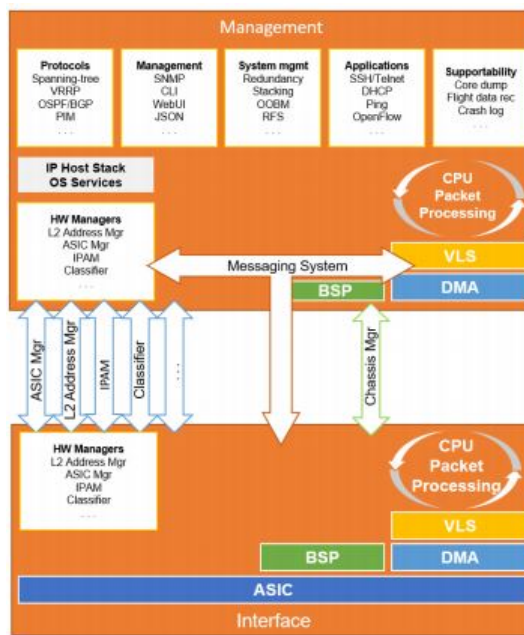 Management
Protocols
Spanning-tree
VRRP
OSPF/BGP
PIM
. . .
Management
SNMP
CLI
WebUI
JSON
. . .
System mgmt
Redundancy
Stacking
OOBM
RFS
. . .
Applications
SSH/Telnet
DHCP
Ping
OpenFlow
. . .
Supportability
Core dump
Flight data rec
Crash log
. . .
IP Host Stack
OS Services
HW Managers
L2 Address Mgr
ASIC Mgr
IPAM
Classifier
. . .
CPU
Packet
Processing
Messaging System
VLS
BSP
DMA
ASIC Mgr
L2 Address Mgr
IPAM
Classifier
. . .
Chassis Mgr
HW Managers
L2 Address Mgr
ASIC Mgr
IPAM
Classifier
. . .
CPU
Packet
Processing
VLS
BSP
DMA
ASIC
Interface